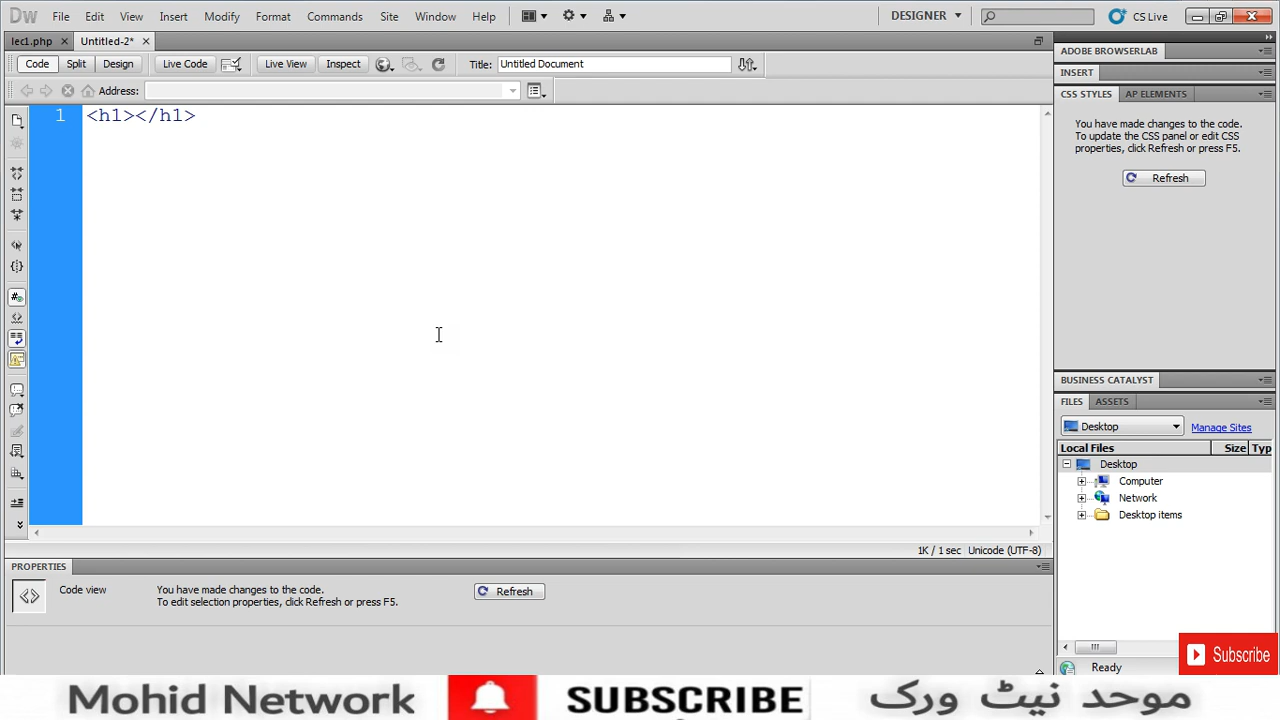 Dw File Edit View Insert Modify Format Commands Site Window Help DESIGNER CS Live
lec1.php Untitled-2*
Code Split Design Live Code Live View Inspect Title: Untitled Document
Address:
1 <h1></h1>
ADOBE BROWSERLAB
INSERT
CSS STYLES AP ELEMENTS
You have made changes to the code.
To update the CSS panel or edit CSS
properties, click Refresh or press F5.
Refresh
BUSINESS CATALYST
FILES ASSETS
Desktop Manage Sites
Local Files Size Typ
Desktop
Computer
Network
Desktop items
1K / 1 sec Unicode (UTF-8)
PROPERTIES
Code view You have made changes to the code.
To edit selection properties, click Refresh or press F5.
Refresh
Ready
Subscribe
Mohid Network SUBSCRIBE موحد نیٹ ورک